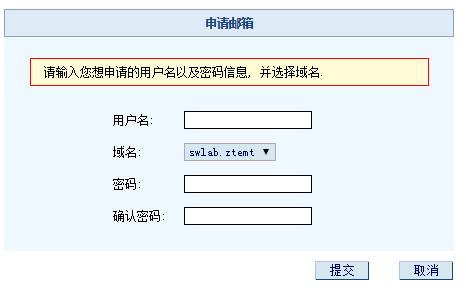 申请邮箱
请输入您想申请的用户名以及密码信息, 并选择域名.
用户名:
域名: swlab.ztemt ▼
密码:
确认密码:
提交 取消